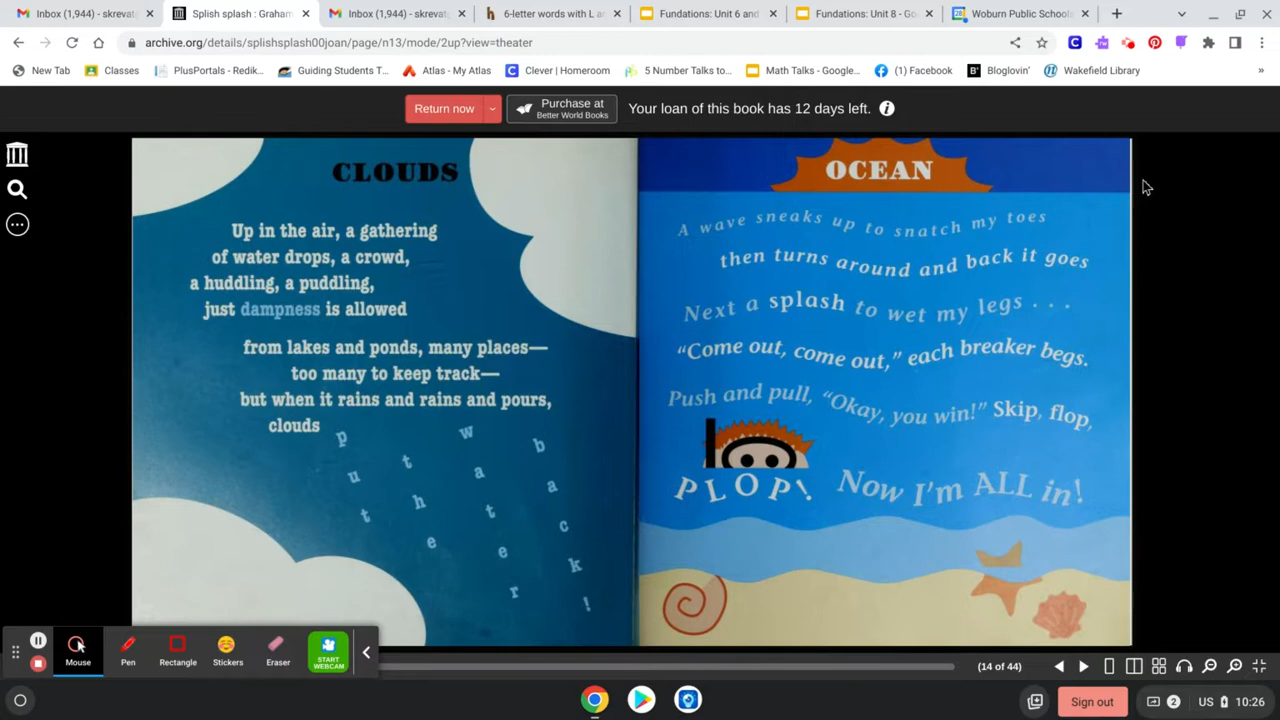 Inbox (1,944) - skrevat
Splish splash : Graham
Inbox (1,944) - skrevat
6-letter words with L a
Fundations: Unit 6 and
Fundations: Unit 8 - Go
Woburn Public Schools
archive.org/details/splishsplash00joan/page/n13/mode/2up?view=theater
New Tab
Classes
PlusPortals - Redik...
Guiding Students T...
Atlas - My Atlas
Clever | Homeroom
5 Number Talks to...
Math Talks - Google...
(1) Facebook
Bloglovin'
Wakefield Library
»
Return now
Purchase at
Better World Books
Your loan of this book has 12 days left.
CLOUDS
Up in the air, a gathering
of water drops, a crowd,
a huddling, a puddling,
just dampness is allowed
from lakes and ponds, many places—
too many to keep track—
but when it rains and rains and pours,
clouds
put
the
water
back!
OCEAN
A wave sneaks up to snatch my toes
then turns around and back it goes
Next a splash to wet my legs . . .
“Come out, come out,” each breaker begs.
Push and pull, “Okay, you win!” Skip, flop,
PLOP! Now I'm ALL in!
Mouse
Pen
Rectangle
Stickers
Eraser
START
WEBCAM
(14 of 44)
Sign out
2
US
10:26